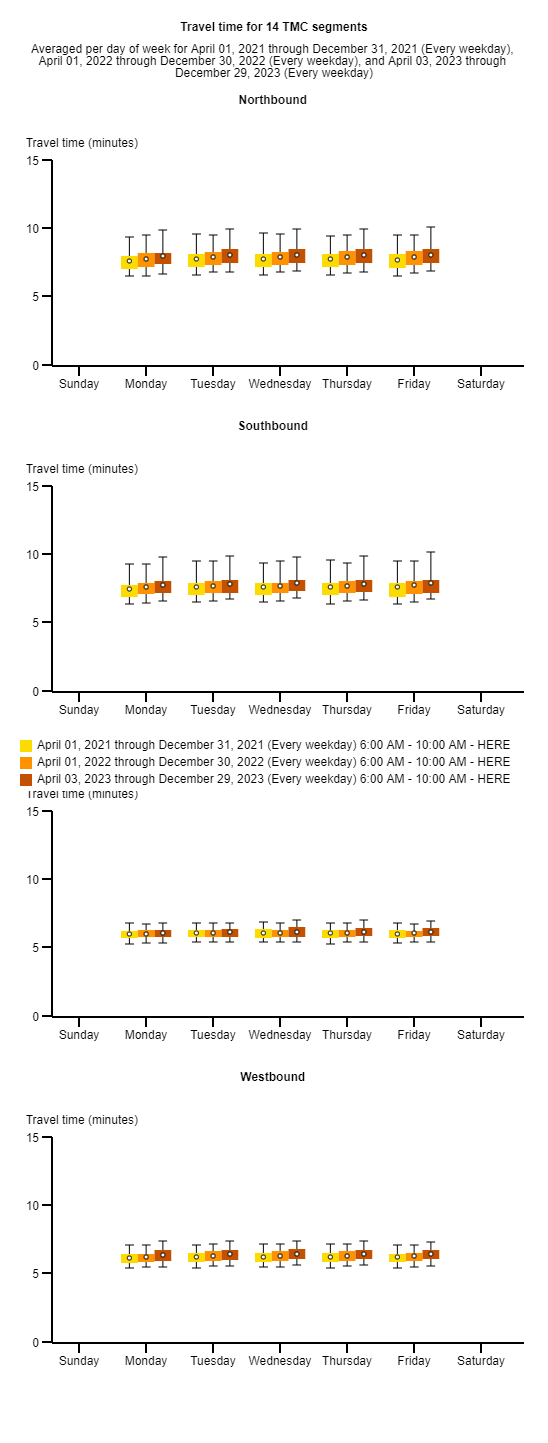 Travel time for 14 TMC segments
Averaged per day of week for April 01, 2021 through December 31, 2021 (Every weekday),
April 01, 2022 through December 30, 2022 (Every weekday), and April 03, 2023 through
December 29, 2023 (Every weekday)
Northbound
Travel time (minutes)
15
10
5
0
Sunday Monday Tuesday Wednesday Thursday Friday Saturday
Southbound
Travel time (minutes)
15
10
5
0
Sunday Monday Tuesday Wednesday Thursday Friday Saturday
April 01, 2021 through December 31, 2021 (Every weekday) 6:00 AM - 10:00 AM - HERE
April 01, 2022 through December 30, 2022 (Every weekday) 6:00 AM - 10:00 AM - HERE
April 03, 2023 through December 29, 2023 (Every weekday) 6:00 AM - 10:00 AM - HERE
Travel time (minutes)
15
10
5
0
Sunday Monday Tuesday Wednesday Thursday Friday Saturday
Westbound
Travel time (minutes)
15
10
5
0
Sunday Monday Tuesday Wednesday Thursday Friday Saturday